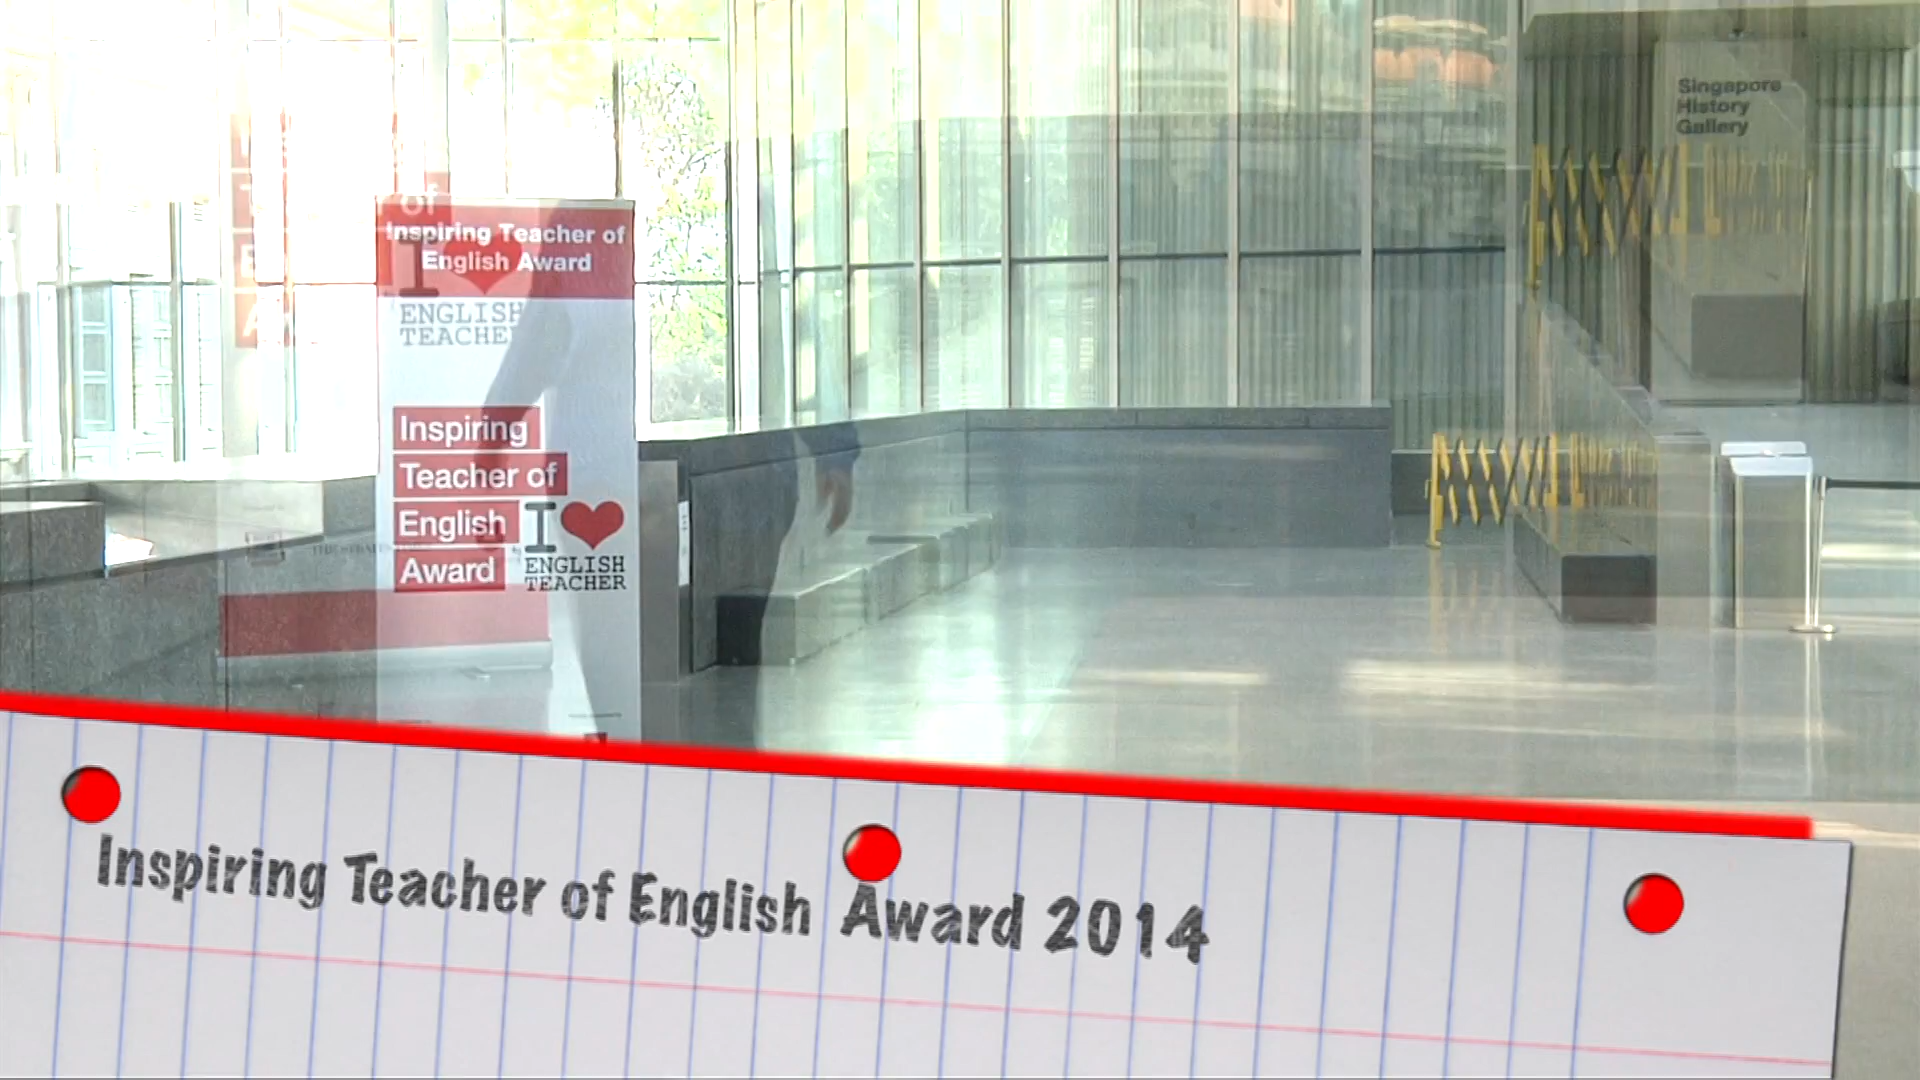 Singapore
History
Gallery
of
Inspiring Teacher of
English Award
I
ENGLISH
TEACHER
Inspiring
Teacher of
English
Award
I
ENGLISH
TEACHER
Inspiring Teacher of English Award 2014